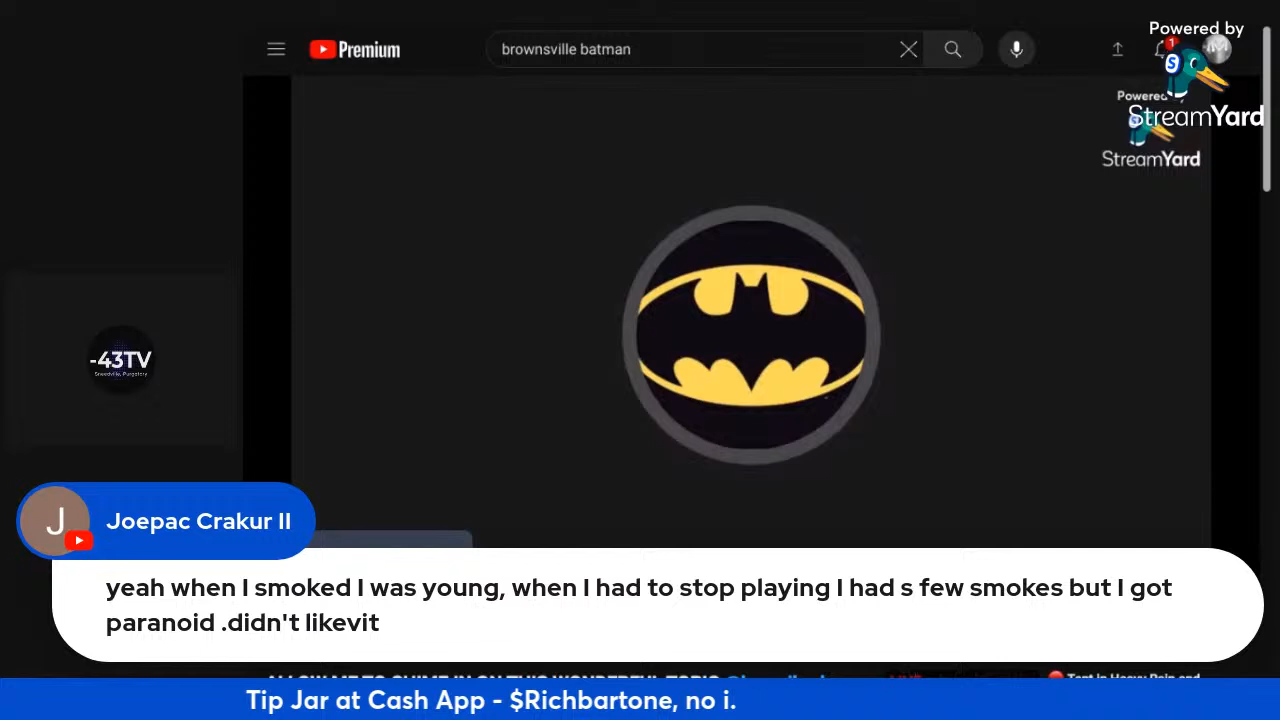 Powered by
Premium
brownsville batman
1
StreamYard
StreamYard
-43TV
J
Joepac Crakur II
yeah when I smoked I was young, when I had to stop playing I had s few smokes but I got
paranoid .didn't likevit
Tip Jar at Cash App - $Richbartone, no i.